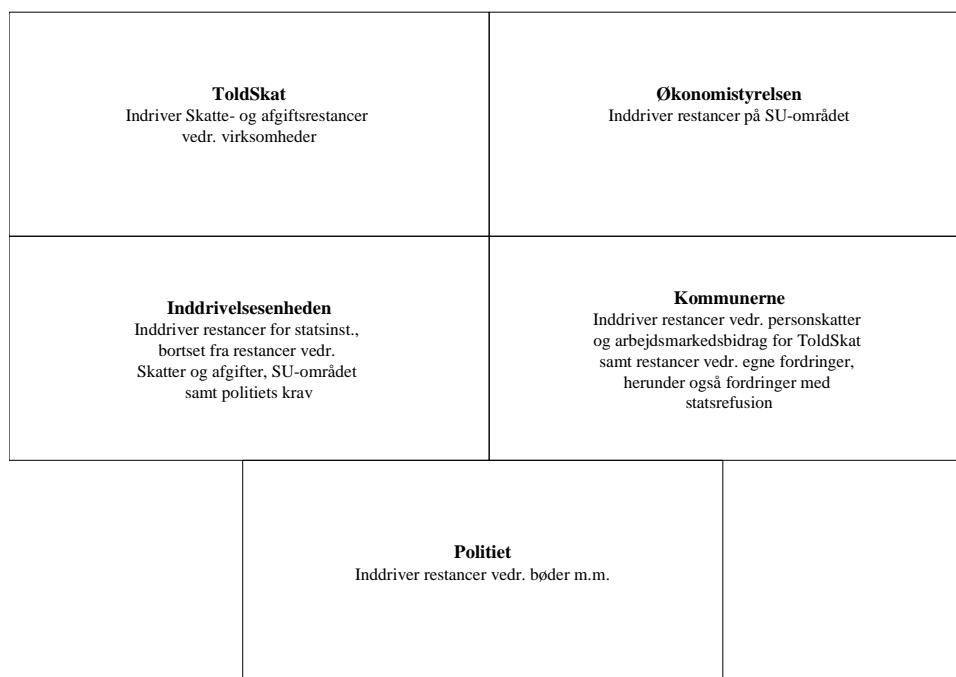 ToldSkat
Indriver Skatte- og afgiftsrestancer
vedr. virksomheder
Økonomistyrelsen
Inddriver restancer på SU-området
Inddrivelsesenheden
Inddriver restancer for statsinst.,
bortset fra restancer vedr.
Skatter og afgifter, SU-området
samt politiets krav
Kommunerne
Inddriver restancer vedr. personskatter
og arbejdsmarkedsbidrag for ToldSkat
samt restancer vedr. egne fordringer,
herunder også fordringer med
statsrefusion
Politiet
Inddriver restancer vedr. bøder m.m.